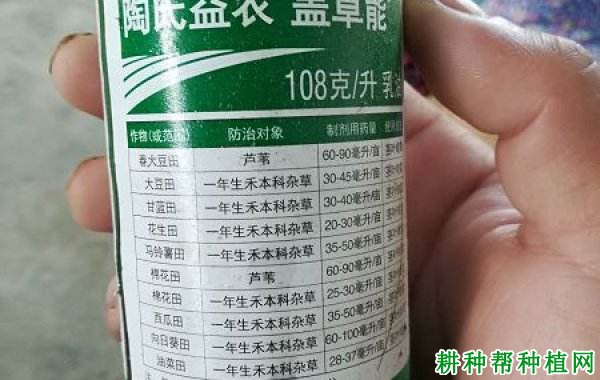 陶氏益农 盖草能
108克/升 乳油
作物(或范围) 防治对象 制剂用药量
春大豆田 芦苇 60-90毫升/亩
大豆田 一年生禾本科杂草 30-45毫升/亩
甘蓝田 一年生禾本科杂草 30-40毫升/亩
花生田 一年生禾本科杂草 20-30毫升/亩
马铃薯田 一年生禾本科杂草 35-50毫升/亩
棉花田 芦苇 60-90毫升/亩
棉花田 一年生禾本科杂草 25-30毫升/亩
西瓜田 一年生禾本科杂草 35-50毫升/亩
向日葵田 一年生禾本科杂草 60-100毫升/亩
油菜田 一年生禾本科杂草 28-37毫升/亩
耕种帮种植网